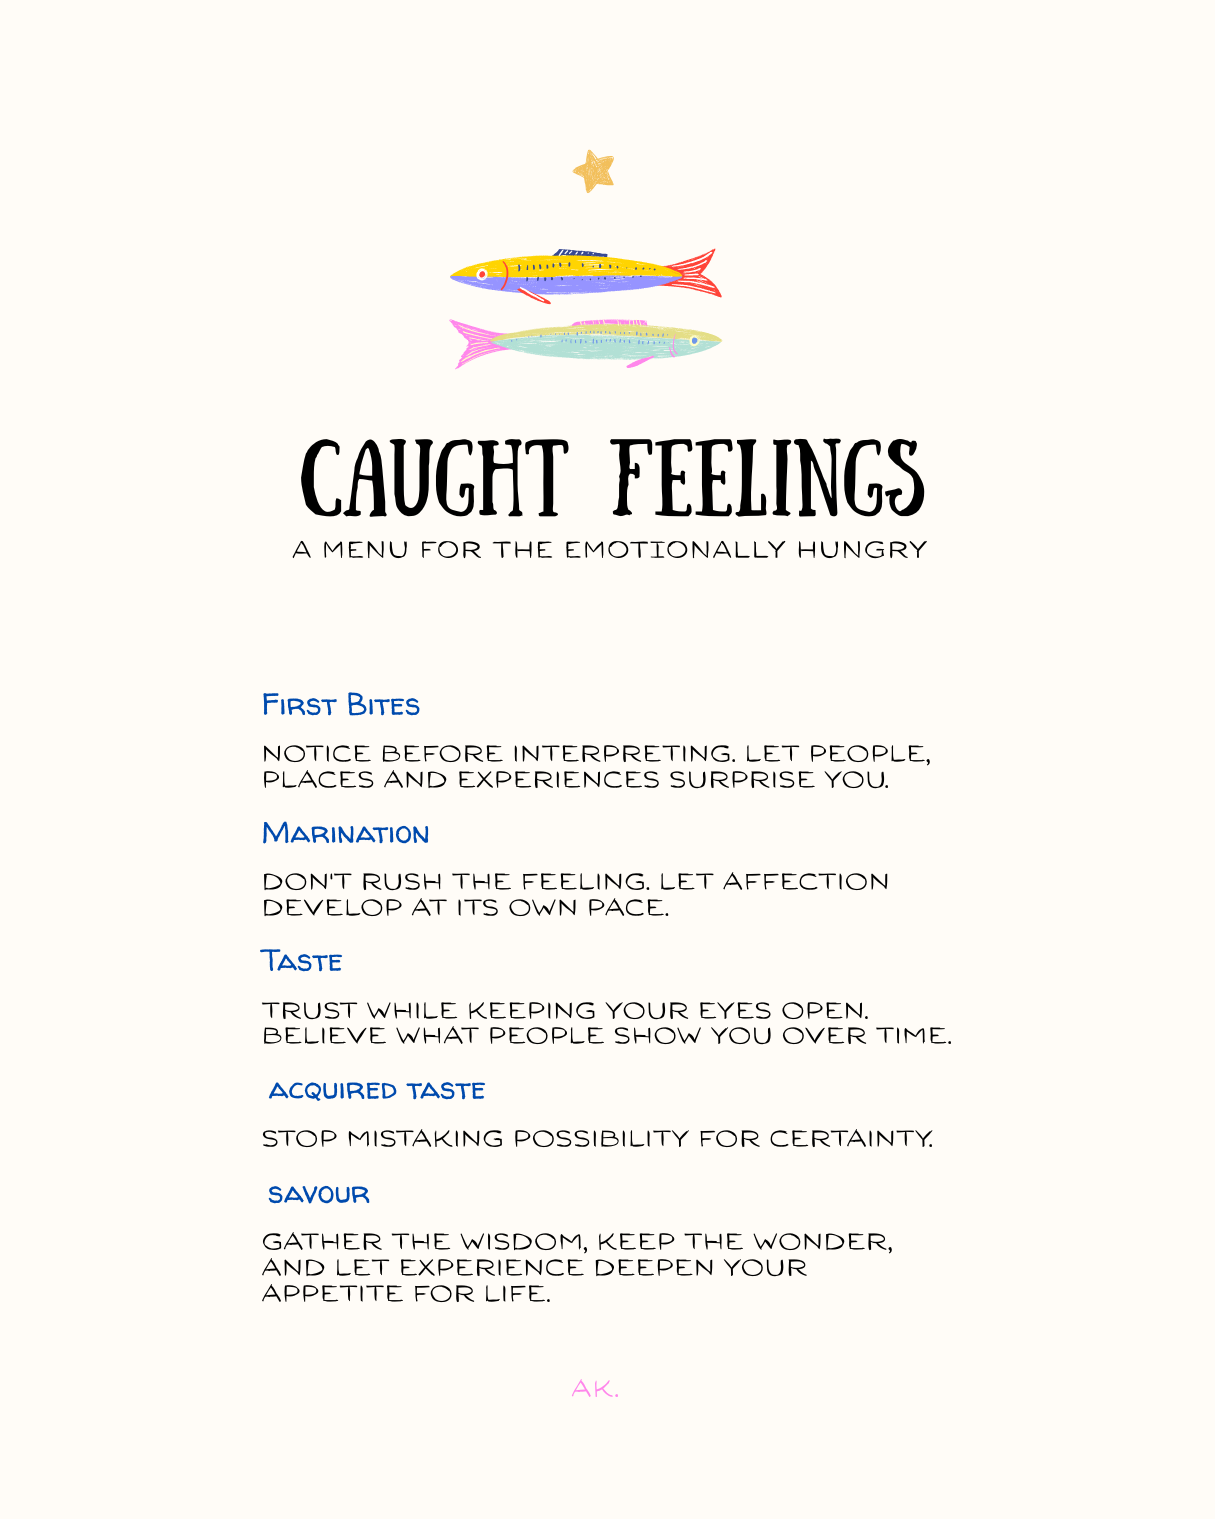 CAUGHT FEELINGS
A MENU FOR THE EMOTIONALLY HUNGRY
First Bites
NOTICE BEFORE INTERPRETING. LET PEOPLE,
PLACES AND EXPERIENCES SURPRISE YOU.
Marination
DON'T RUSH THE FEELING. LET AFFECTION
DEVELOP AT ITS OWN PACE.
Taste
TRUST WHILE KEEPING YOUR EYES OPEN.
BELIEVE WHAT PEOPLE SHOW YOU OVER TIME.
ACQUIRED TASTE
STOP MISTAKING POSSIBILITY FOR CERTAINTY.
SAVOUR
GATHER THE WISDOM, KEEP THE WONDER,
AND LET EXPERIENCE DEEPEN YOUR
APPETITE FOR LIFE.
AK.